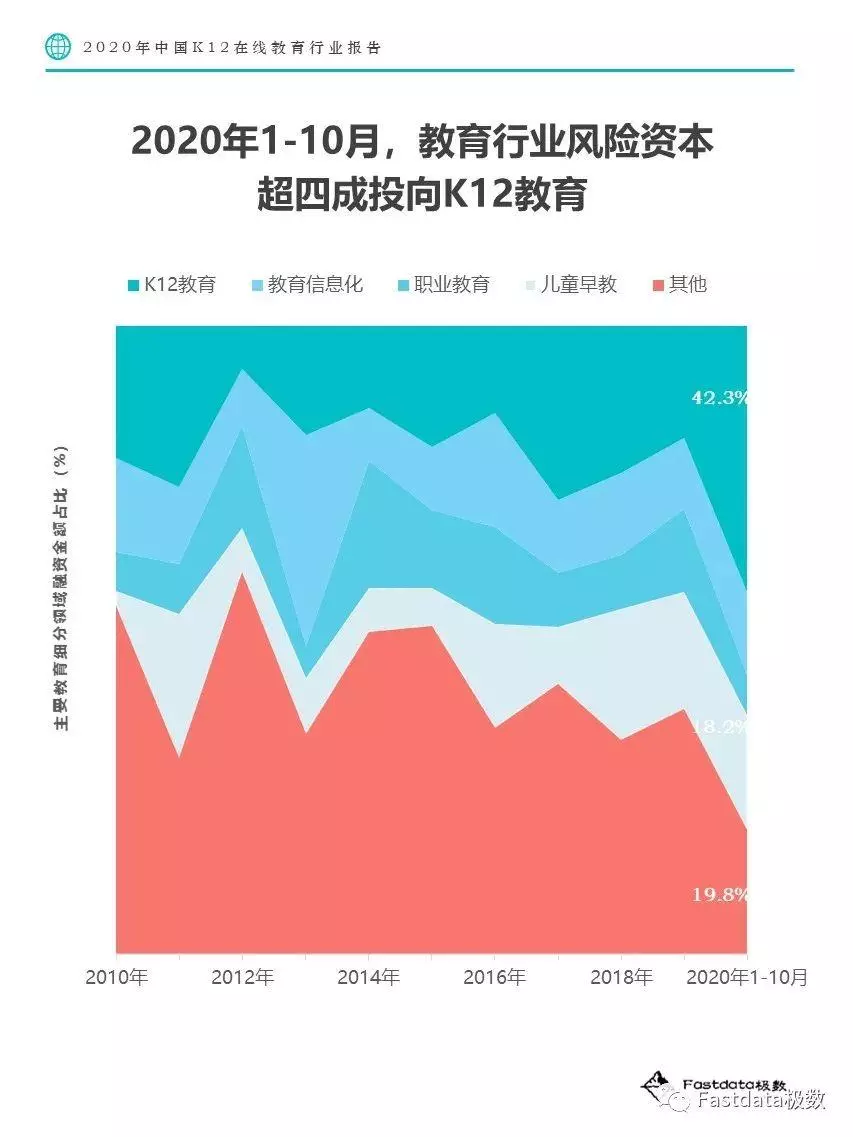 2020年中国K12在线教育行业报告
2020年1-10月，教育行业风险资本
超四成投向K12教育
K12教育 教育信息化 职业教育 儿童早教 其他
主要教育细分领域融资金额占比（%）
42.3%
18.2%
19.8%
2010年 2012年 2014年 2016年 2018年 2020年1-10月
Fastdata极数
Fastdata极数